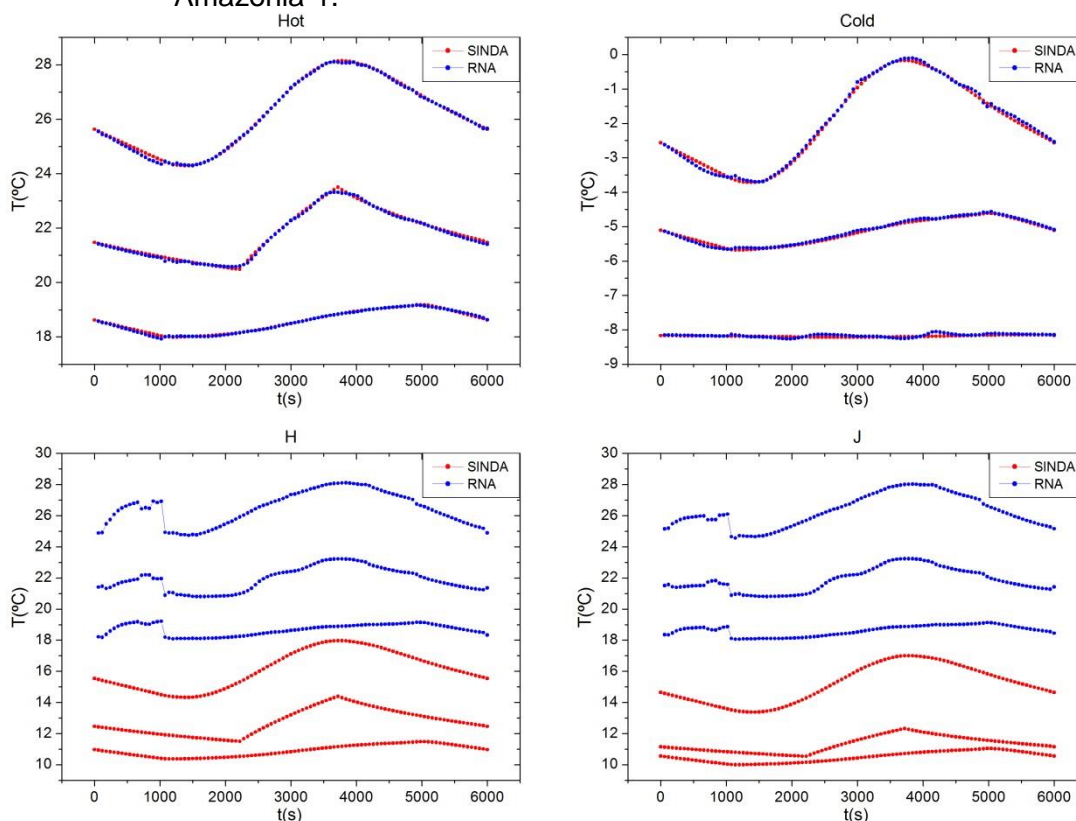 Amazonia-1.
Hot
SINDA
RNA
28
26
24
22
20
18
T(ºC)
0 1000 2000 3000 4000 5000 6000
t(s)
Cold
SINDA
RNA
0
-1
-2
-3
-4
-5
-6
-7
-8
-9
T(ºC)
0 1000 2000 3000 4000 5000 6000
t(s)
H
SINDA
RNA
30
28
26
24
22
20
18
16
14
12
10
T(ºC)
0 1000 2000 3000 4000 5000 6000
t(s)
J
SINDA
RNA
30
28
26
24
22
20
18
16
14
12
10
T(ºC)
0 1000 2000 3000 4000 5000 6000
t(s)